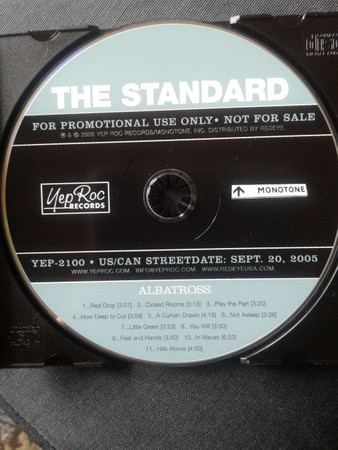 THE STANDARD
FOR PROMOTIONAL USE ONLY • NOT FOR SALE
℗ & © 2005 YEP ROC RECORDS/MONOTONE, INC. DISTRIBUTED BY REDEYE.
Yep Roc
RECORDS
MONOTONE
YEP-2100 • US/CAN STREETDATE: SEPT. 20, 2005
WWW.YEPROC.COM. INFO@YEPROC.COM. WWW.REDEYEUSA.COM.
ALBATROSS
1...Red Drop [3:07] 2...Closed Rooms [3:13] 3...Play the Part [3:20]
4...How Deep to Cut [3:59] 5...A Curtain Drawn [4:19] 6...Not Asleep [3:36]
7...Little Green [3:23] 8...You Will [3:50]
9...Feet and Hands [3:50] 10...In Waves [6:23]
11...Hills Above [4:00]